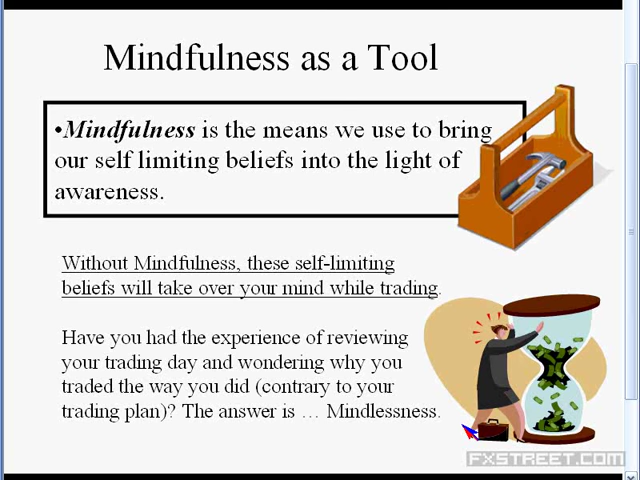 Mindfulness as a Tool
•Mindfulness is the means we use to bring
our self limiting beliefs into the light of
awareness.
Without Mindfulness, these self-limiting
beliefs will take over your mind while trading.
Have you had the experience of reviewing
your trading day and wondering why you
traded the way you did (contrary to your
trading plan)? The answer is … Mindlessness.
FXSTREET.COM